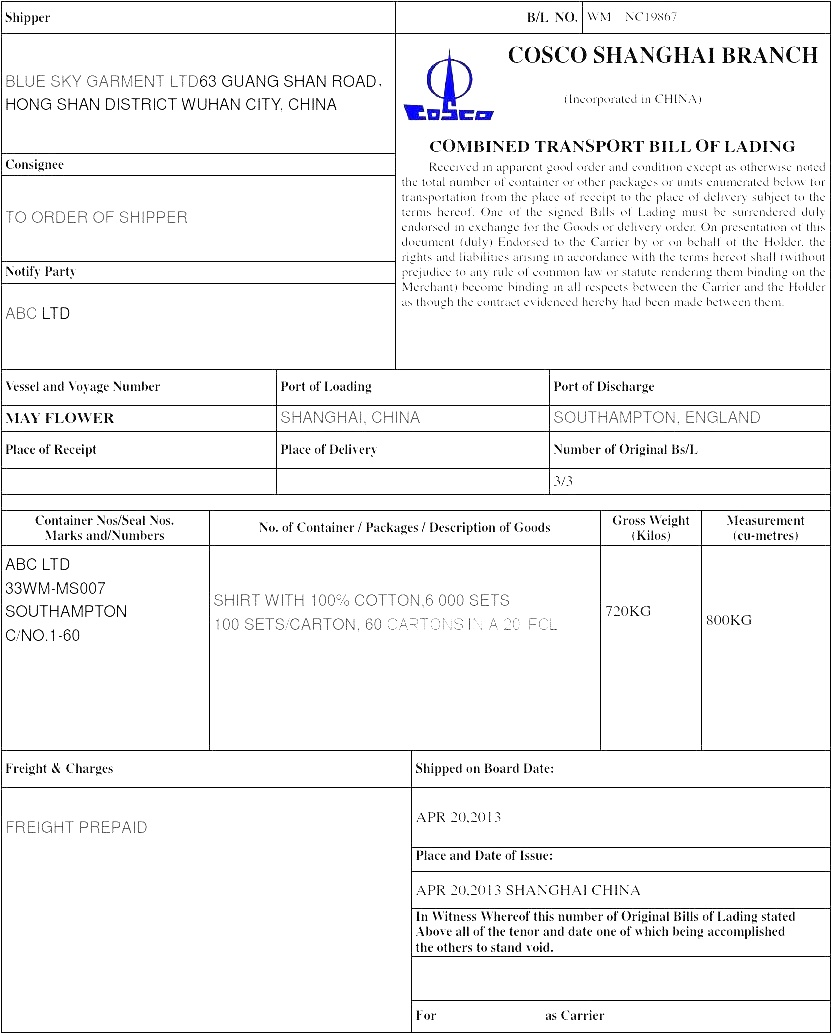 Shipper
B/L NO. WM NC19867
BLUE SKY GARMENT LTD63 GUANG SHAN ROAD,
HONG SHAN DISTRICT WUHAN CITY, CHINA
COSCO
COSCO SHANGHAI BRANCH
(Incorporated in CHINA)
COMBINED TRANSPORT BILL OF LADING
Received in apparent good order and condition except as otherwise noted
the total number of container or other packages or units enumerated below for
transportation from the place of receipt to the place of delivery subject to the
terms hereof. One of the signed Bills of Lading must be surrendered duly
endorsed in exchange for the Goods or delivery order. On presentation of this
document (duly) Endorsed to the Carrier by or on behalf of the Holder, the
rights and liabilities arising in accordance with the terms hereof shall (without
prejudice to any rule of common law or statute rendering them binding on the
Merchant) become binding in all respects between the Carrier and the Holder
as though the contract evidenced hereby had been made between them.
Consignee
TO ORDER OF SHIPPER
Notify Party
ABC LTD
Vessel and Voyage Number
Port of Loading
Port of Discharge
MAY FLOWER
SHANGHAI, CHINA
SOUTHAMPTON, ENGLAND
Place of Receipt
Place of Delivery
Number of Original Bs/L
3/3
Container Nos/Seal Nos.
Marks and/Numbers
No. of Container / Packages / Description of Goods
Gross Weight
(Kilos)
Measurement
(cu-metres)
ABC LTD
33WM-MS007
SOUTHAMPTON
C/NO.1-60
SHIRT WITH 100% COTTON,6 000 SETS
100 SETS/CARTON, 60 CARTONS IN A 20 FCL
720KG
800KG
Freight & Charges
FREIGHT PREPAID
Shipped on Board Date:
APR 20,2013
Place and Date of Issue:
APR 20,2013 SHANGHAI CHINA
In Witness Whereof this number of Original Bills of Lading stated
Above all of the tenor and date one of which being accomplished
the others to stand void.
For as Carrier